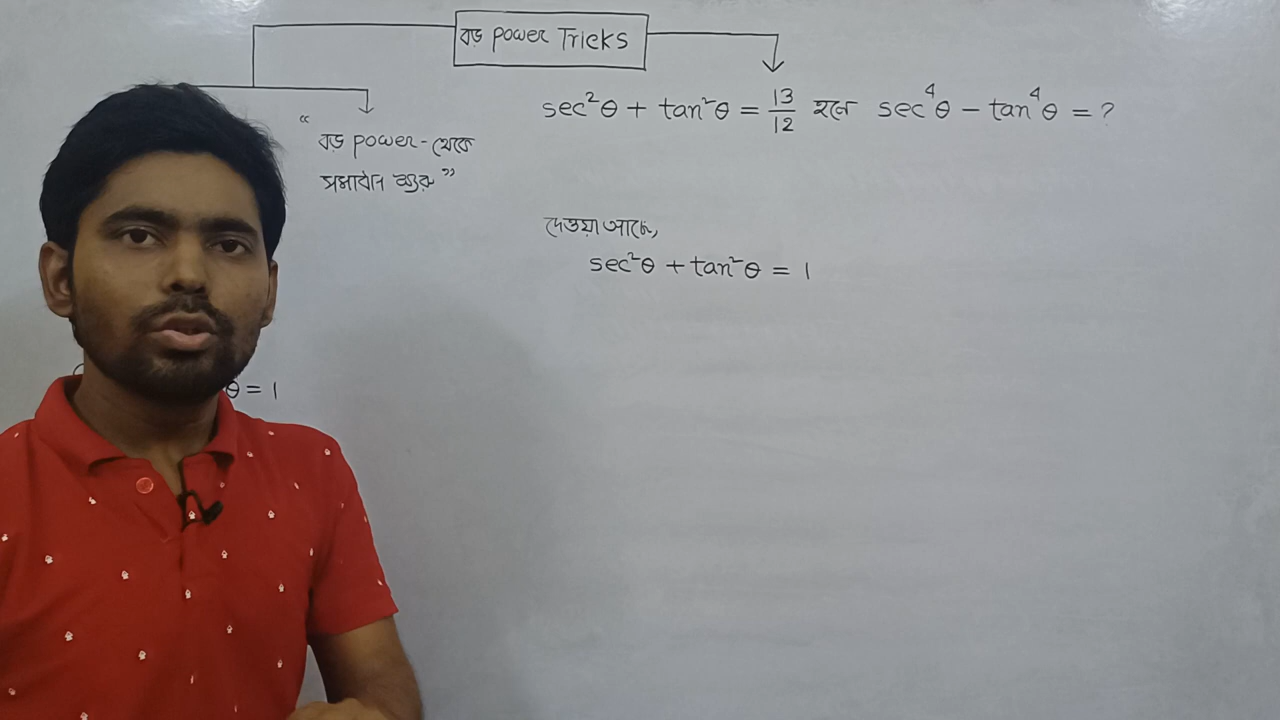 বড় power Tricks
sec²θ + tan²θ = 13/12 হলে sec⁴θ − tan⁴θ = ?
“বড় power-থেকে
সমাধান শুরু”
দেওয়া আছে,
sec²θ + tan²θ = 1
θ = 1